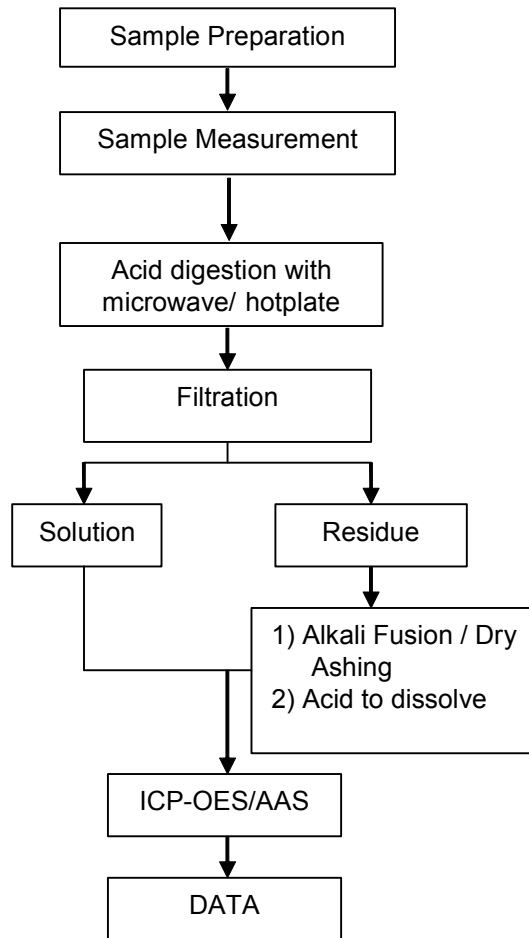 Sample Preparation
Sample Measurement
Acid digestion with
microwave/ hotplate
Filtration
Solution
Residue
1) Alkali Fusion / Dry
Ashing
2) Acid to dissolve
ICP-OES/AAS
DATA